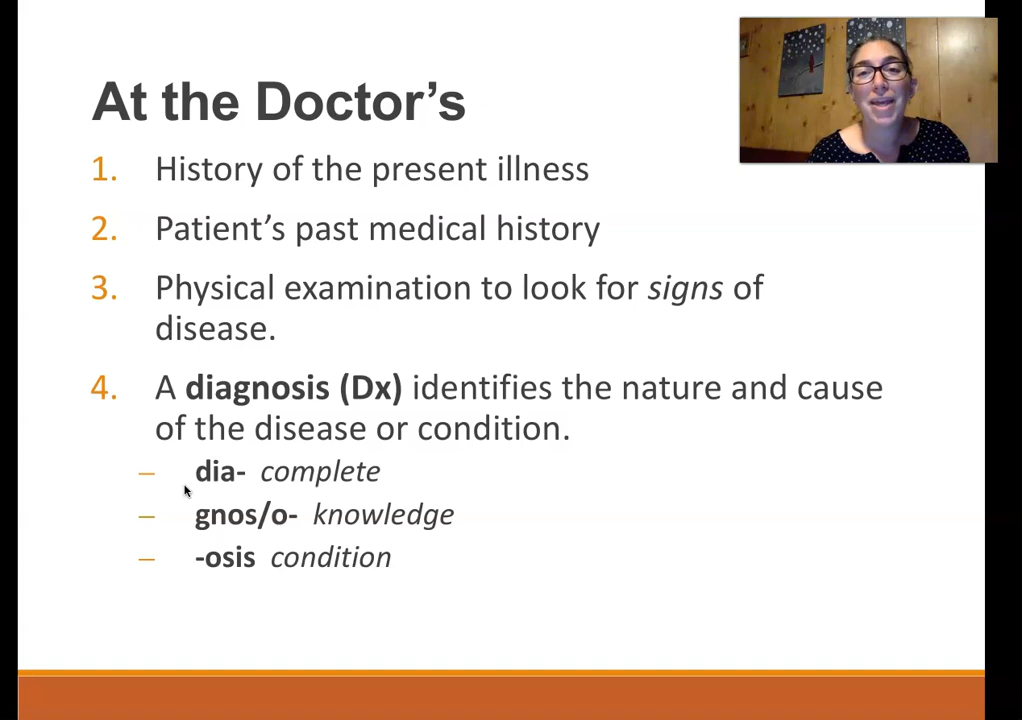 At the Doctor’s
1. History of the present illness
2. Patient’s past medical history
3. Physical examination to look for signs of
disease.
4. A diagnosis (Dx) identifies the nature and cause
of the disease or condition.
– dia- complete
– gnos/o- knowledge
– -osis condition